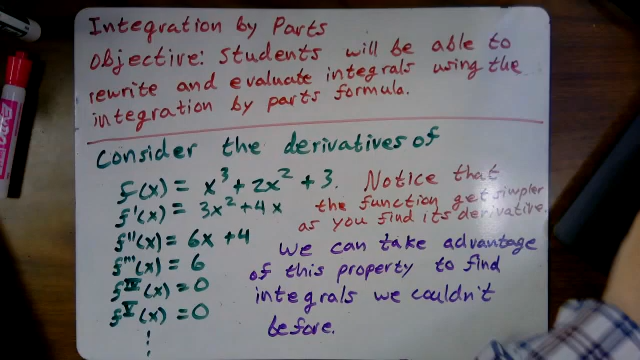 Integration by Parts
Objective: Students will be able to
rewrite and evaluate integrals using the
integration by parts formula.
Consider the derivatives of
f(x) = x³ + 2x² + 3. Notice that
f'(x) = 3x² + 4x the function get simpler
as you find its derivative.
f''(x) = 6x + 4 We can take advantage
f'''(x) = 6 of this property to find
f^IV(x) = 0 integrals we couldn't
f^V(x) = 0 before.
⋮
EXPO